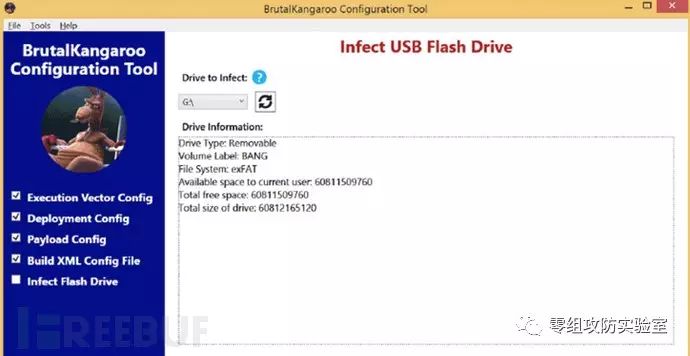 BrutalKangaroo Configuration Tool
File Tools Help
BrutalKangaroo
Configuration Tool
Execution Vector Config
Deployment Config
Payload Config
Build XML Config File
Infect Flash Drive
Infect USB Flash Drive
Drive to Infect: ?
G:\
Drive Information:
Drive Type: Removable
Volume Label: BANG
File System: exFAT
Available space to current user: 60811509760
Total free space: 60811509760
Total size of drive: 60812165120
FREEBUF
零组攻防实验室